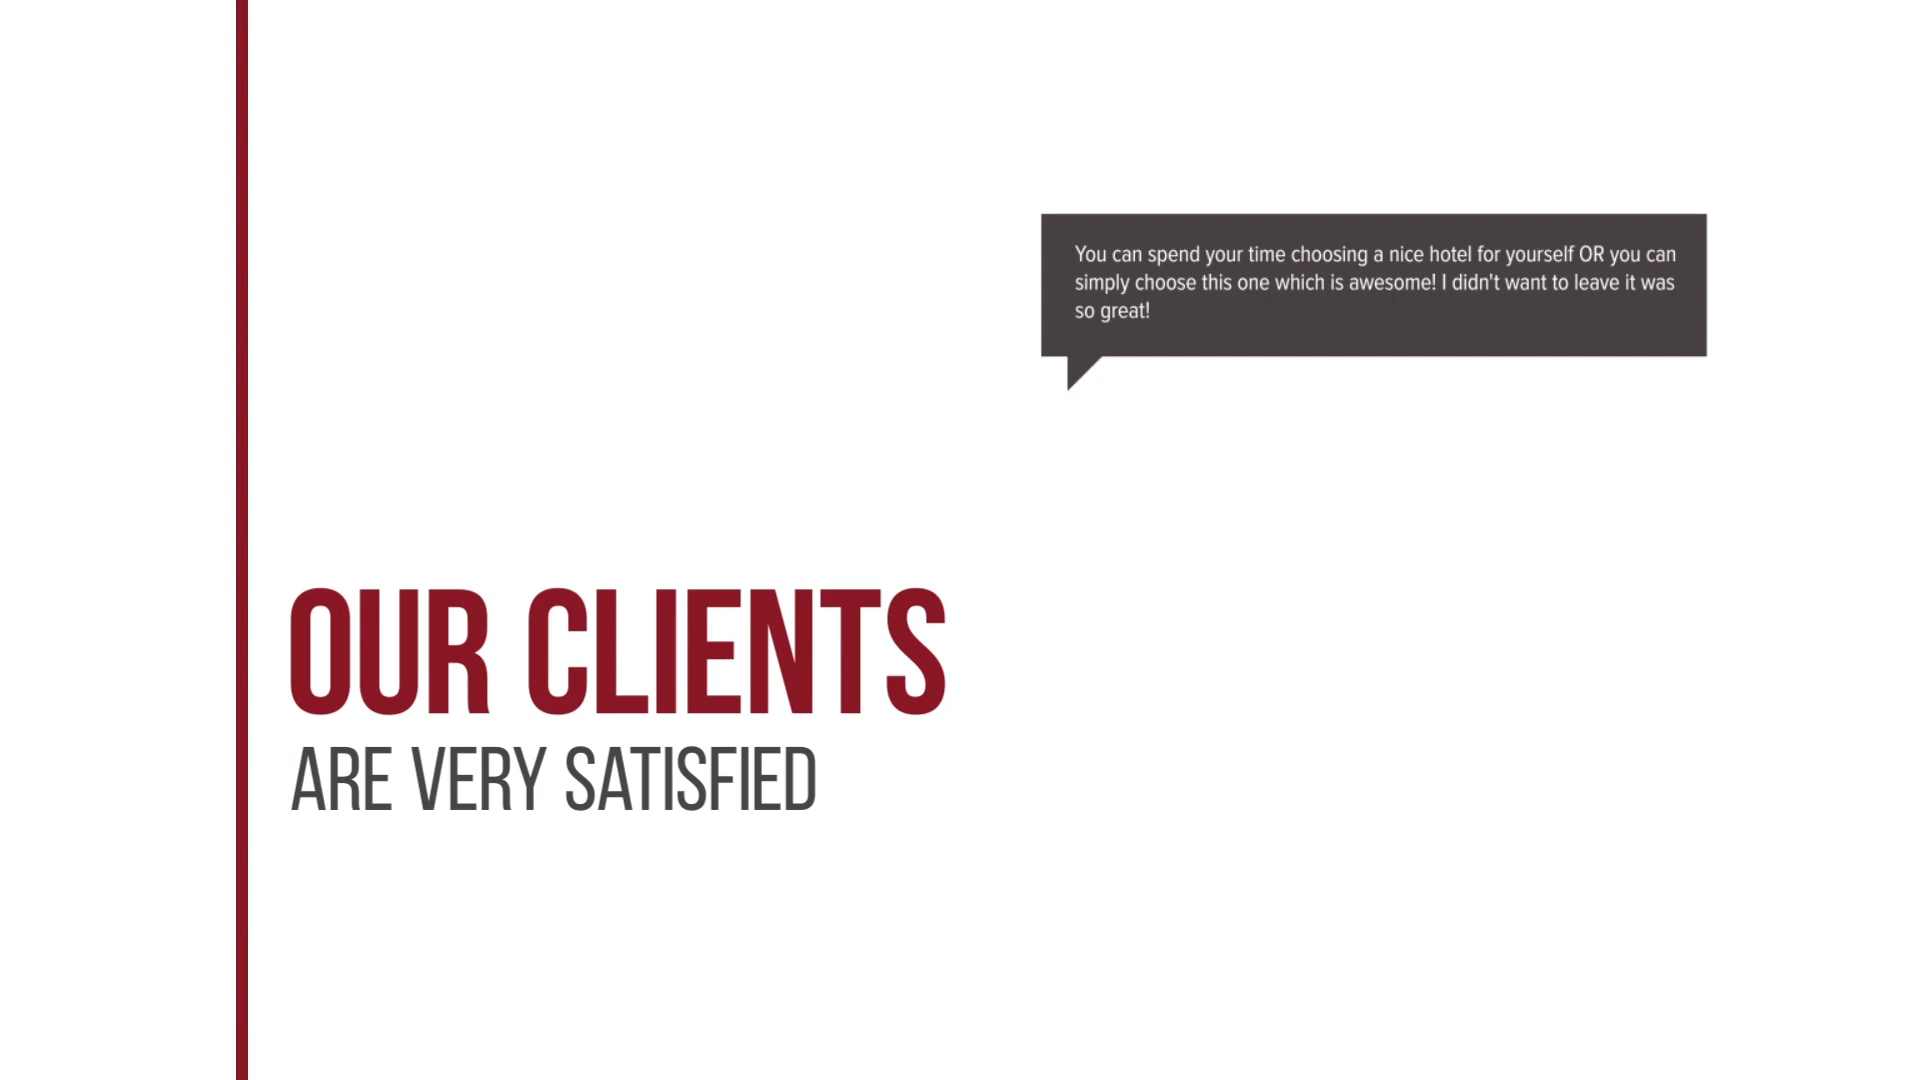 You can spend your time choosing a nice hotel for yourself OR you can
simply choose this one which is awesome! I didn't want to leave it was
so great!
OUR CLIENTS
ARE VERY SATISFIED